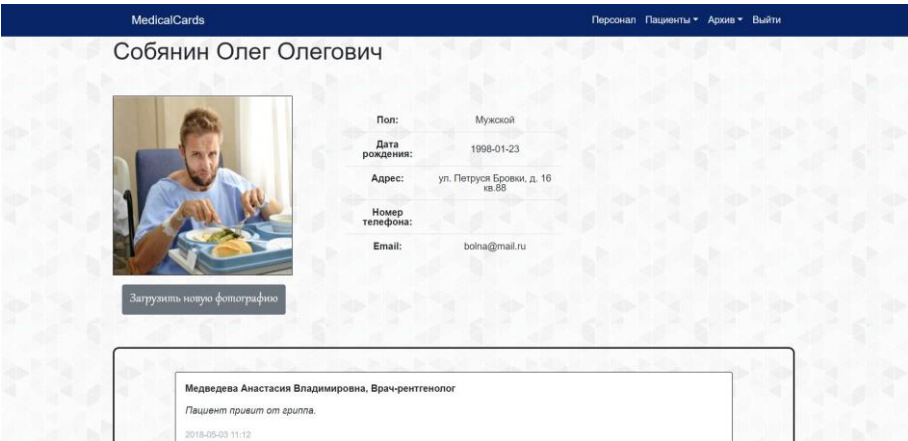 MedicalCards Персонал Пациенты Архив Выйти
Собянин Олег Олегович
Пол: Мужской
Дата
рождения: 1998-01-23
Адрес: ул. Петруся Бровки, д. 16
кв.88
Номер
телефона:
Email: bolna@mail.ru
Загрузить новую фотографию
Медведева Анастасия Владимировна, Врач-рентгенолог
Пациент привит от гриппа.
2018-05-03 11:12